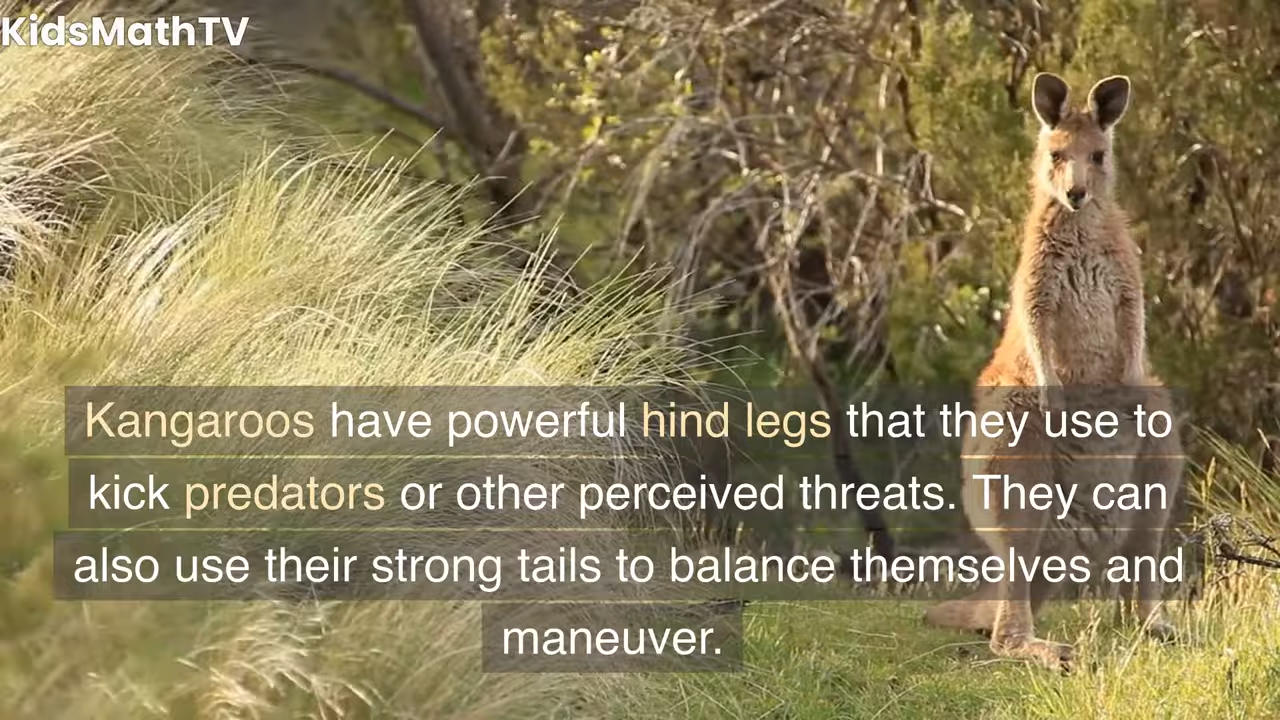 KidsMathTV
Kangaroos have powerful hind legs that they use to
kick predators or other perceived threats. They can
also use their strong tails to balance themselves and
maneuver.